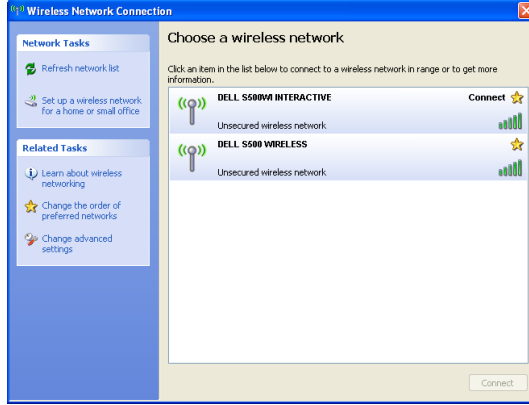 Wireless Network Connection
Network Tasks
Refresh network list
Set up a wireless network
for a home or small office
Related Tasks
Learn about wireless
networking
Change the order of
preferred networks
Change advanced
settings
Choose a wireless network
Click an item in the list below to connect to a wireless network in range or to get more
information.
DELL S500WI INTERACTIVE Connect
Unsecured wireless network
DELL S500 WIRELESS
Unsecured wireless network
Connect